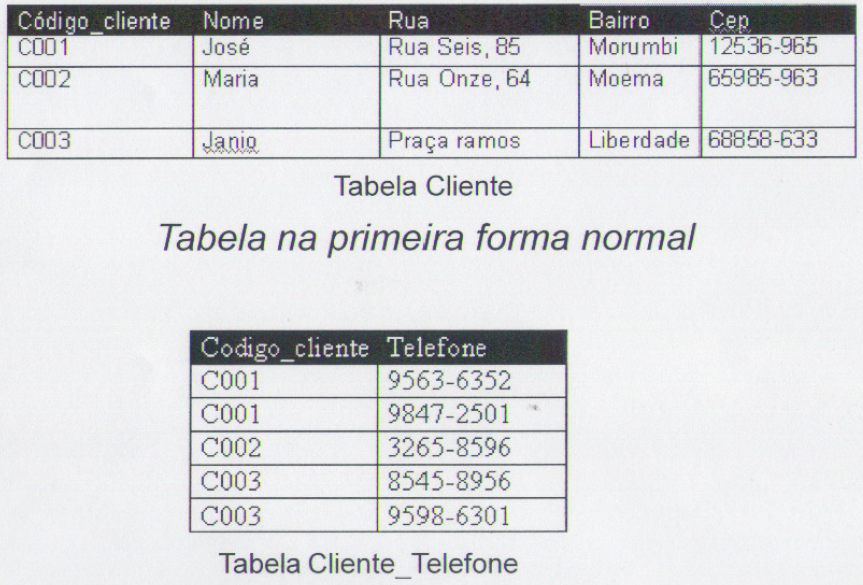 Código_cliente Nome Rua Bairro Cep
C001 José Rua Seis, 85 Morumbi 12536-965
C002 Maria Rua Onze, 64 Moema 65985-963
C003 Janio Praça ramos Liberdade 68858-633
Tabela Cliente
Tabela na primeira forma normal
Codigo_cliente Telefone
C001 9563-6352
C001 9847-2501
C002 3265-8596
C003 8545-8956
C003 9598-6301
Tabela Cliente_Telefone